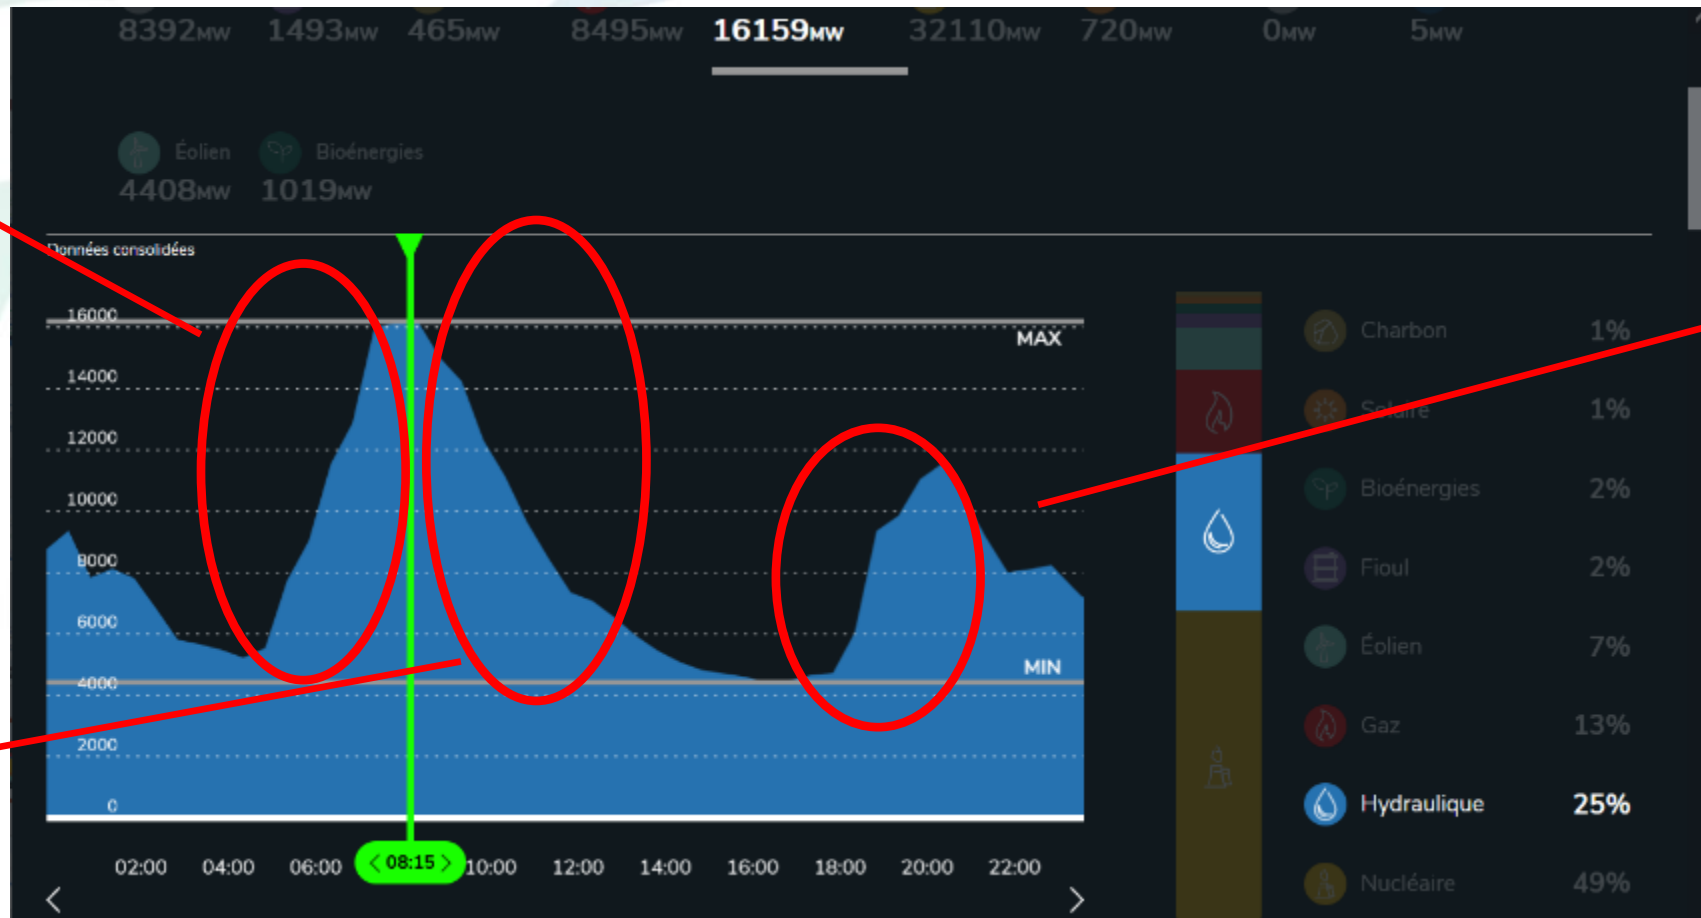 8392MW 1493MW 465MW 8495MW 16159MW 32110MW 720MW 0MW 5MW
Éolien Bioénergies
4408MW 1019MW
Données consolidées
16000
MAX
14000
12000
10000
8000
6000
MIN
4000
2000
0
02:00 04:00 06:00 < 08:15 > 10:00 12:00 14:00 16:00 18:00 20:00 22:00
< >
Charbon 1%
Solaire 1%
Bioénergies 2%
Fioul 2%
Éolien 7%
Gaz 13%
Hydraulique 25%
Nucléaire 49%